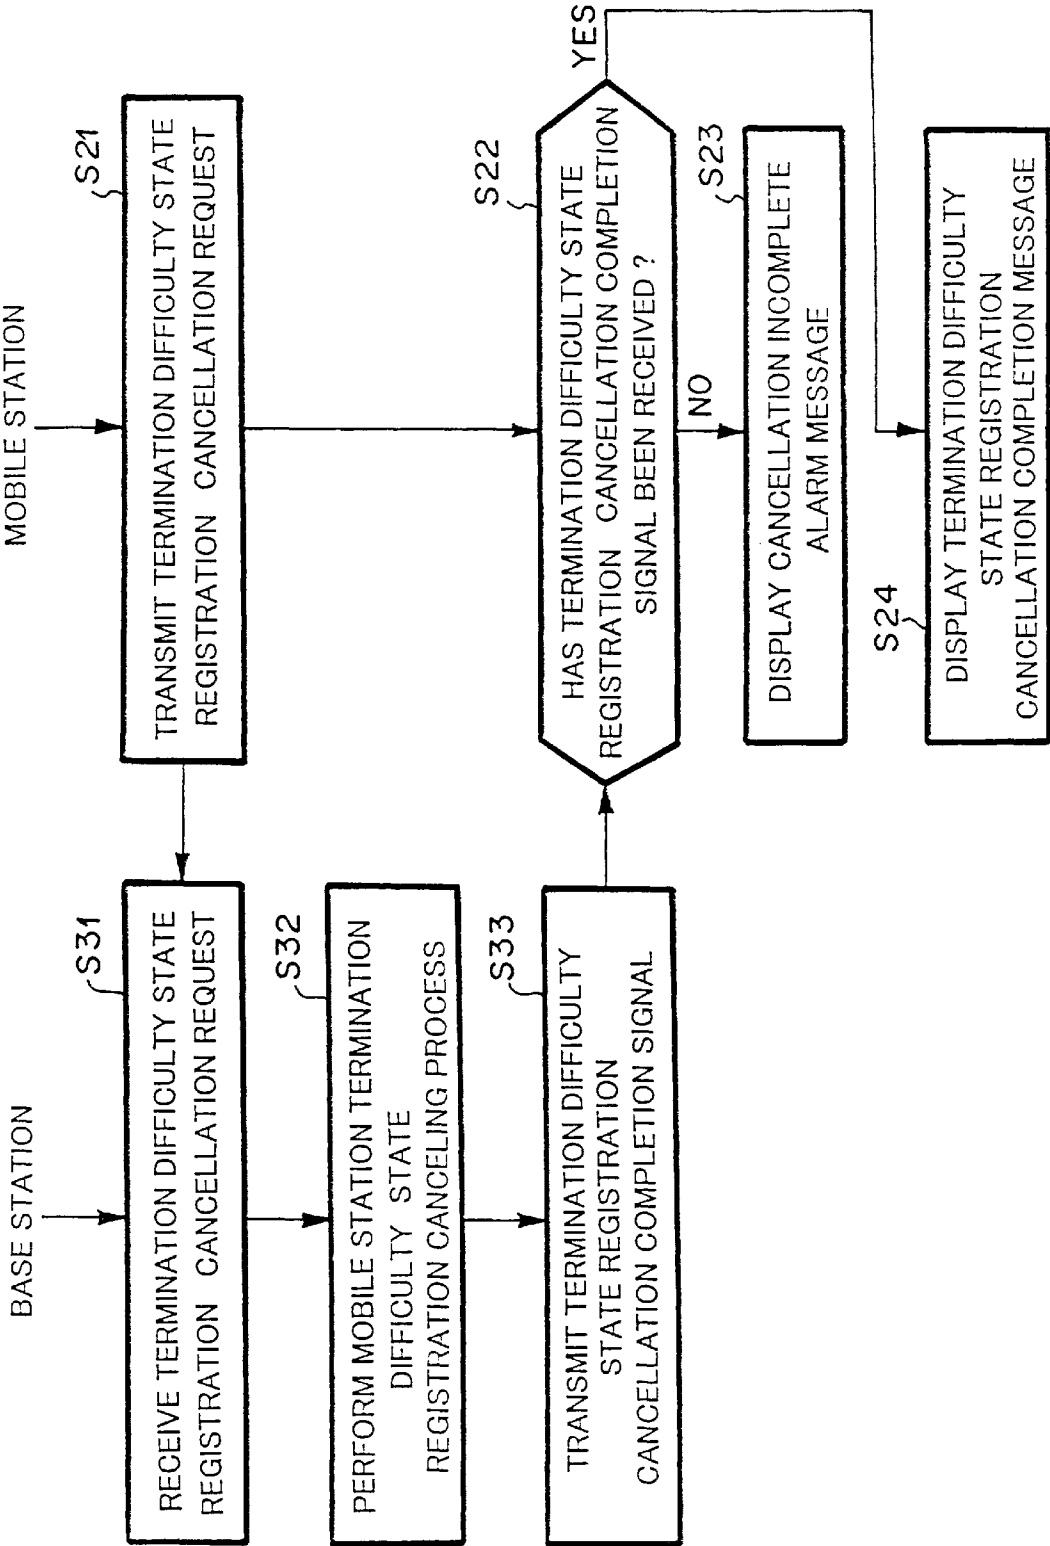 BASE STATION
S31
RECEIVE TERMINATION DIFFICULTY STATE
REGISTRATION CANCELLATION REQUEST
S32
PERFORM MOBILE STATION TERMINATION
DIFFICULTY STATE
REGISTRATION CANCELING PROCESS
S33
TRANSMIT TERMINATION DIFFICULTY
STATE REGISTRATION
CANCELLATION COMPLETION SIGNAL
MOBILE STATION
S21
TRANSMIT TERMINATION DIFFICULTY STATE
REGISTRATION CANCELLATION REQUEST
S22
HAS TERMINATION DIFFICULTY STATE
REGISTRATION CANCELLATION COMPLETION
SIGNAL BEEN RECEIVED ?
YES
NO
S23
DISPLAY CANCELLATION INCOMPLETE
ALARM MESSAGE
S24
DISPLAY TERMINATION DIFFICULTY
STATE REGISTRATION
CANCELLATION COMPLETION MESSAGE